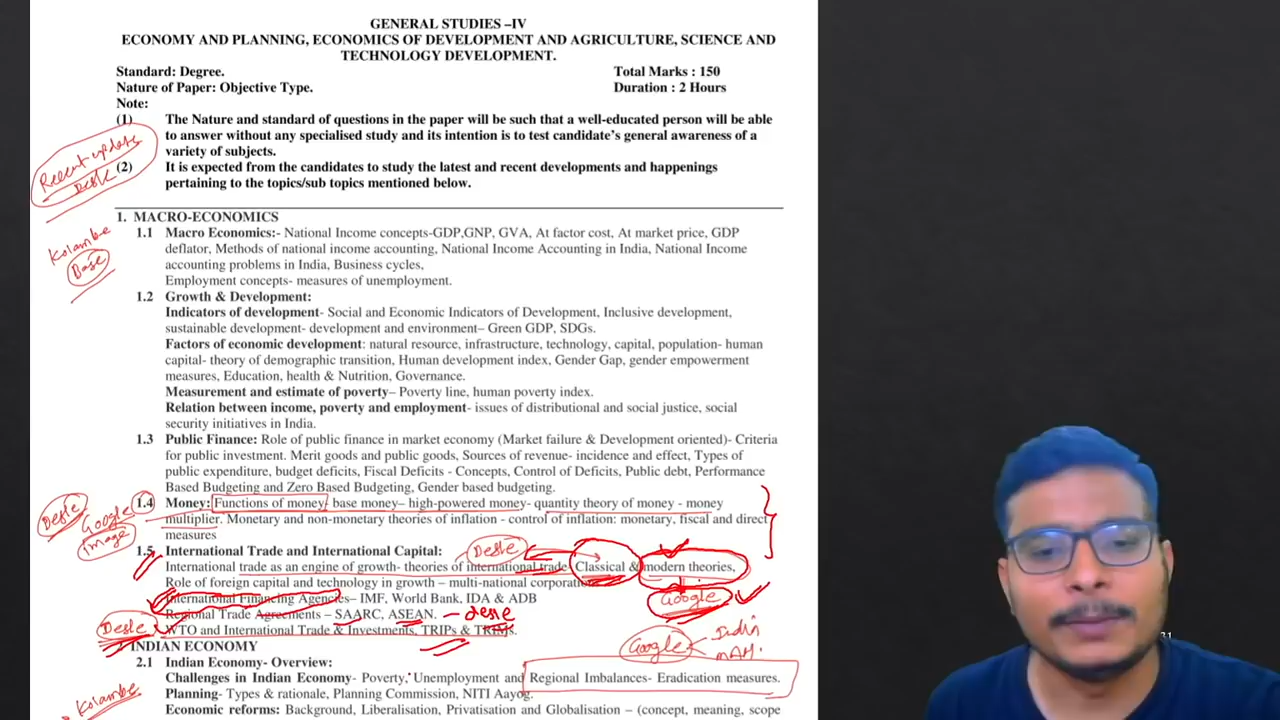 GENERAL STUDIES –IV
ECONOMY AND PLANNING, ECONOMICS OF DEVELOPMENT AND AGRICULTURE, SCIENCE AND
TECHNOLOGY DEVELOPMENT.
Standard: Degree. Total Marks : 150
Nature of Paper: Objective Type. Duration : 2 Hours
Note:
(1) The Nature and standard of questions in the paper will be such that a well-educated person will be able
to answer without any specialised study and its intention is to test candidate's general awareness of a
variety of subjects.
(2) It is expected from the candidates to study the latest and recent developments and happenings
pertaining to the topics/sub topics mentioned below.
Recent update
Desle
1. MACRO-ECONOMICS
Kolambe
Base
1.1 Macro Economics:- National Income concepts-GDP,GNP, GVA, At factor cost, At market price, GDP
deflator, Methods of national income accounting, National Income Accounting in India, National Income
accounting problems in India, Business cycles,
Employment concepts- measures of unemployment.
1.2 Growth & Development:
Indicators of development- Social and Economic Indicators of Development, Inclusive development,
sustainable development- development and environment– Green GDP, SDGs.
Factors of economic development: natural resource, infrastructure, technology, capital, population- human
capital- theory of demographic transition, Human development index, Gender Gap, gender empowerment
measures, Education, health & Nutrition, Governance.
Measurement and estimate of poverty– Poverty line, human poverty index.
Relation between income, poverty and employment- issues of distributional and social justice, social
security initiatives in India.
1.3 Public Finance: Role of public finance in market economy (Market failure & Development oriented)- Criteria
for public investment. Merit goods and public goods, Sources of revenue- incidence and effect, Types of
public expenditure, budget deficits, Fiscal Deficits - Concepts, Control of Deficits, Public debt, Performance
Based Budgeting and Zero Based Budgeting, Gender based budgeting.
Desle
Google
image
1.4 Money: Functions of money, base money– high-powered money- quantity theory of money - money
multiplier. Monetary and non-monetary theories of inflation - control of inflation: monetary, fiscal and direct
measures
1.5 International Trade and International Capital:
Desle
International trade as an engine of growth- theories of international trade Classical & modern theories,
Role of foreign capital and technology in growth – multi-national
Google
International Financing Agencies– IMF, World Bank, IDA & ADB
Regional Trade Agreements – SAARC, ASEAN. – desle
Desle
WTO and International Trade & Investments, TRIPs & TRIMs.
Google
India
MAH.
31
INDIAN ECONOMY
2.1 Indian Economy- Overview:
Challenges in Indian Economy- Poverty, Unemployment and Regional Imbalances- Eradication measures.
Kolambe
Planning- Types & rationale, Planning Commission, NITI Aayog.
Economic reforms: Background, Liberalisation, Privatisation and Globalisation – (concept, meaning, scope